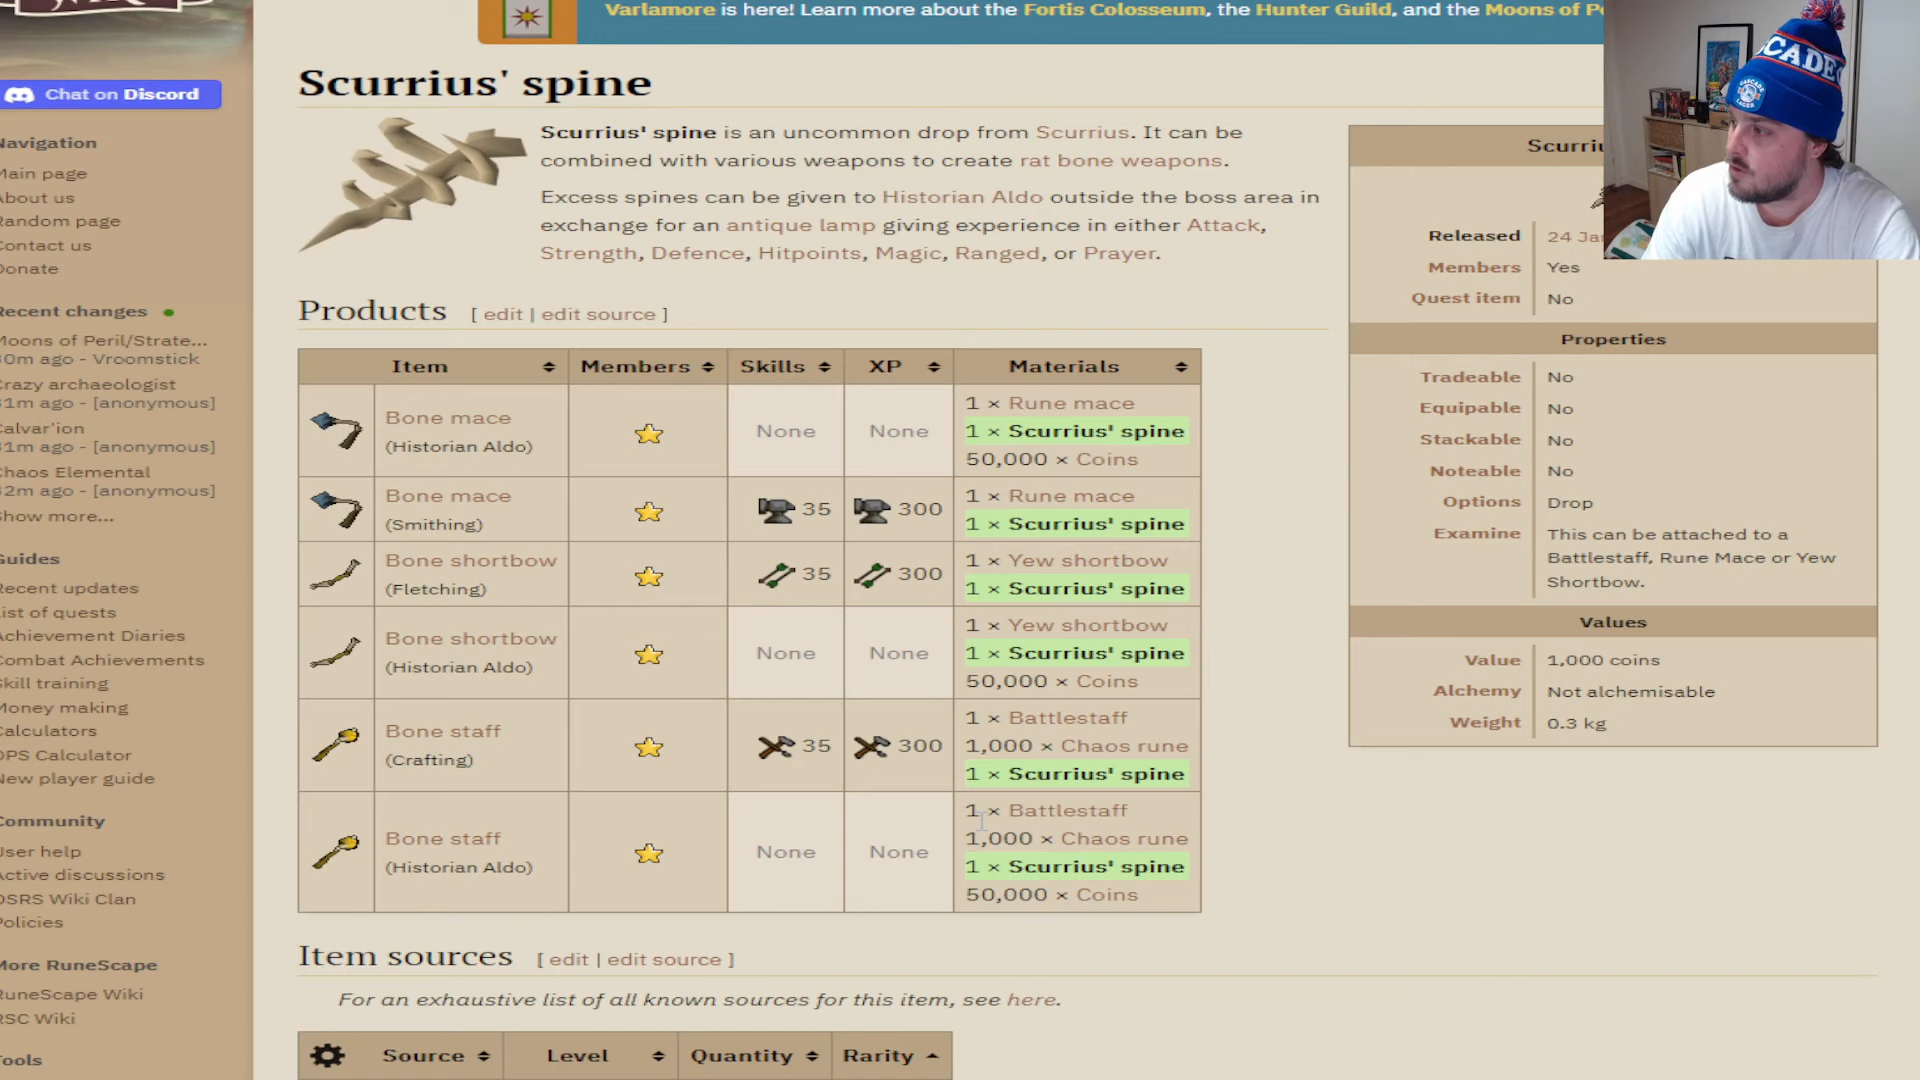 Varlamore is here! Learn more about the Fortis Colosseum, the Hunter Guild, and the Moons of P
Chat on Discord
Navigation
Main page
About us
Random page
Contact us
Donate
Recent changes
Moons of Peril/Strate...
30m ago - Vroomstick
Crazy archaeologist
31m ago - [anonymous]
Calvar'ion
31m ago - [anonymous]
Chaos Elemental
32m ago - [anonymous]
Show more...
Guides
Recent updates
List of quests
Achievement Diaries
Combat Achievements
Skill training
Money making
Calculators
DPS Calculator
New player guide
Community
User help
Active discussions
OSRS Wiki Clan
Policies
More RuneScape
RuneScape Wiki
RSC Wiki
Tools
Scurrius' spine
Scurrius' spine is an uncommon drop from Scurrius. It can be
combined with various weapons to create rat bone weapons.
Excess spines can be given to Historian Aldo outside the boss area in
exchange for an antique lamp giving experience in either Attack,
Strength, Defence, Hitpoints, Magic, Ranged, or Prayer.
Products [ edit | edit source ]
Item Members Skills XP Materials
Bone mace
(Historian Aldo)
None None
1 × Rune mace
1 × Scurrius' spine
50,000 × Coins
Bone mace
(Smithing)
35 300
1 × Rune mace
1 × Scurrius' spine
Bone shortbow
(Fletching)
35 300
1 × Yew shortbow
1 × Scurrius' spine
Bone shortbow
(Historian Aldo)
None None
1 × Yew shortbow
1 × Scurrius' spine
50,000 × Coins
Bone staff
(Crafting)
35 300
1 × Battlestaff
1,000 × Chaos rune
1 × Scurrius' spine
Bone staff
(Historian Aldo)
None None
1 × Battlestaff
1,000 × Chaos rune
1 × Scurrius' spine
50,000 × Coins
Item sources [ edit | edit source ]
For an exhaustive list of all known sources for this item, see here.
Source Level Quantity Rarity
Scurriu
Released 24 Ja
Members Yes
Quest item No
Properties
Tradeable No
Equipable No
Stackable No
Noteable No
Options Drop
Examine This can be attached to a
Battlestaff, Rune Mace or Yew
Shortbow.
Values
Value 1,000 coins
Alchemy Not alchemisable
Weight 0.3 kg
CASCADE